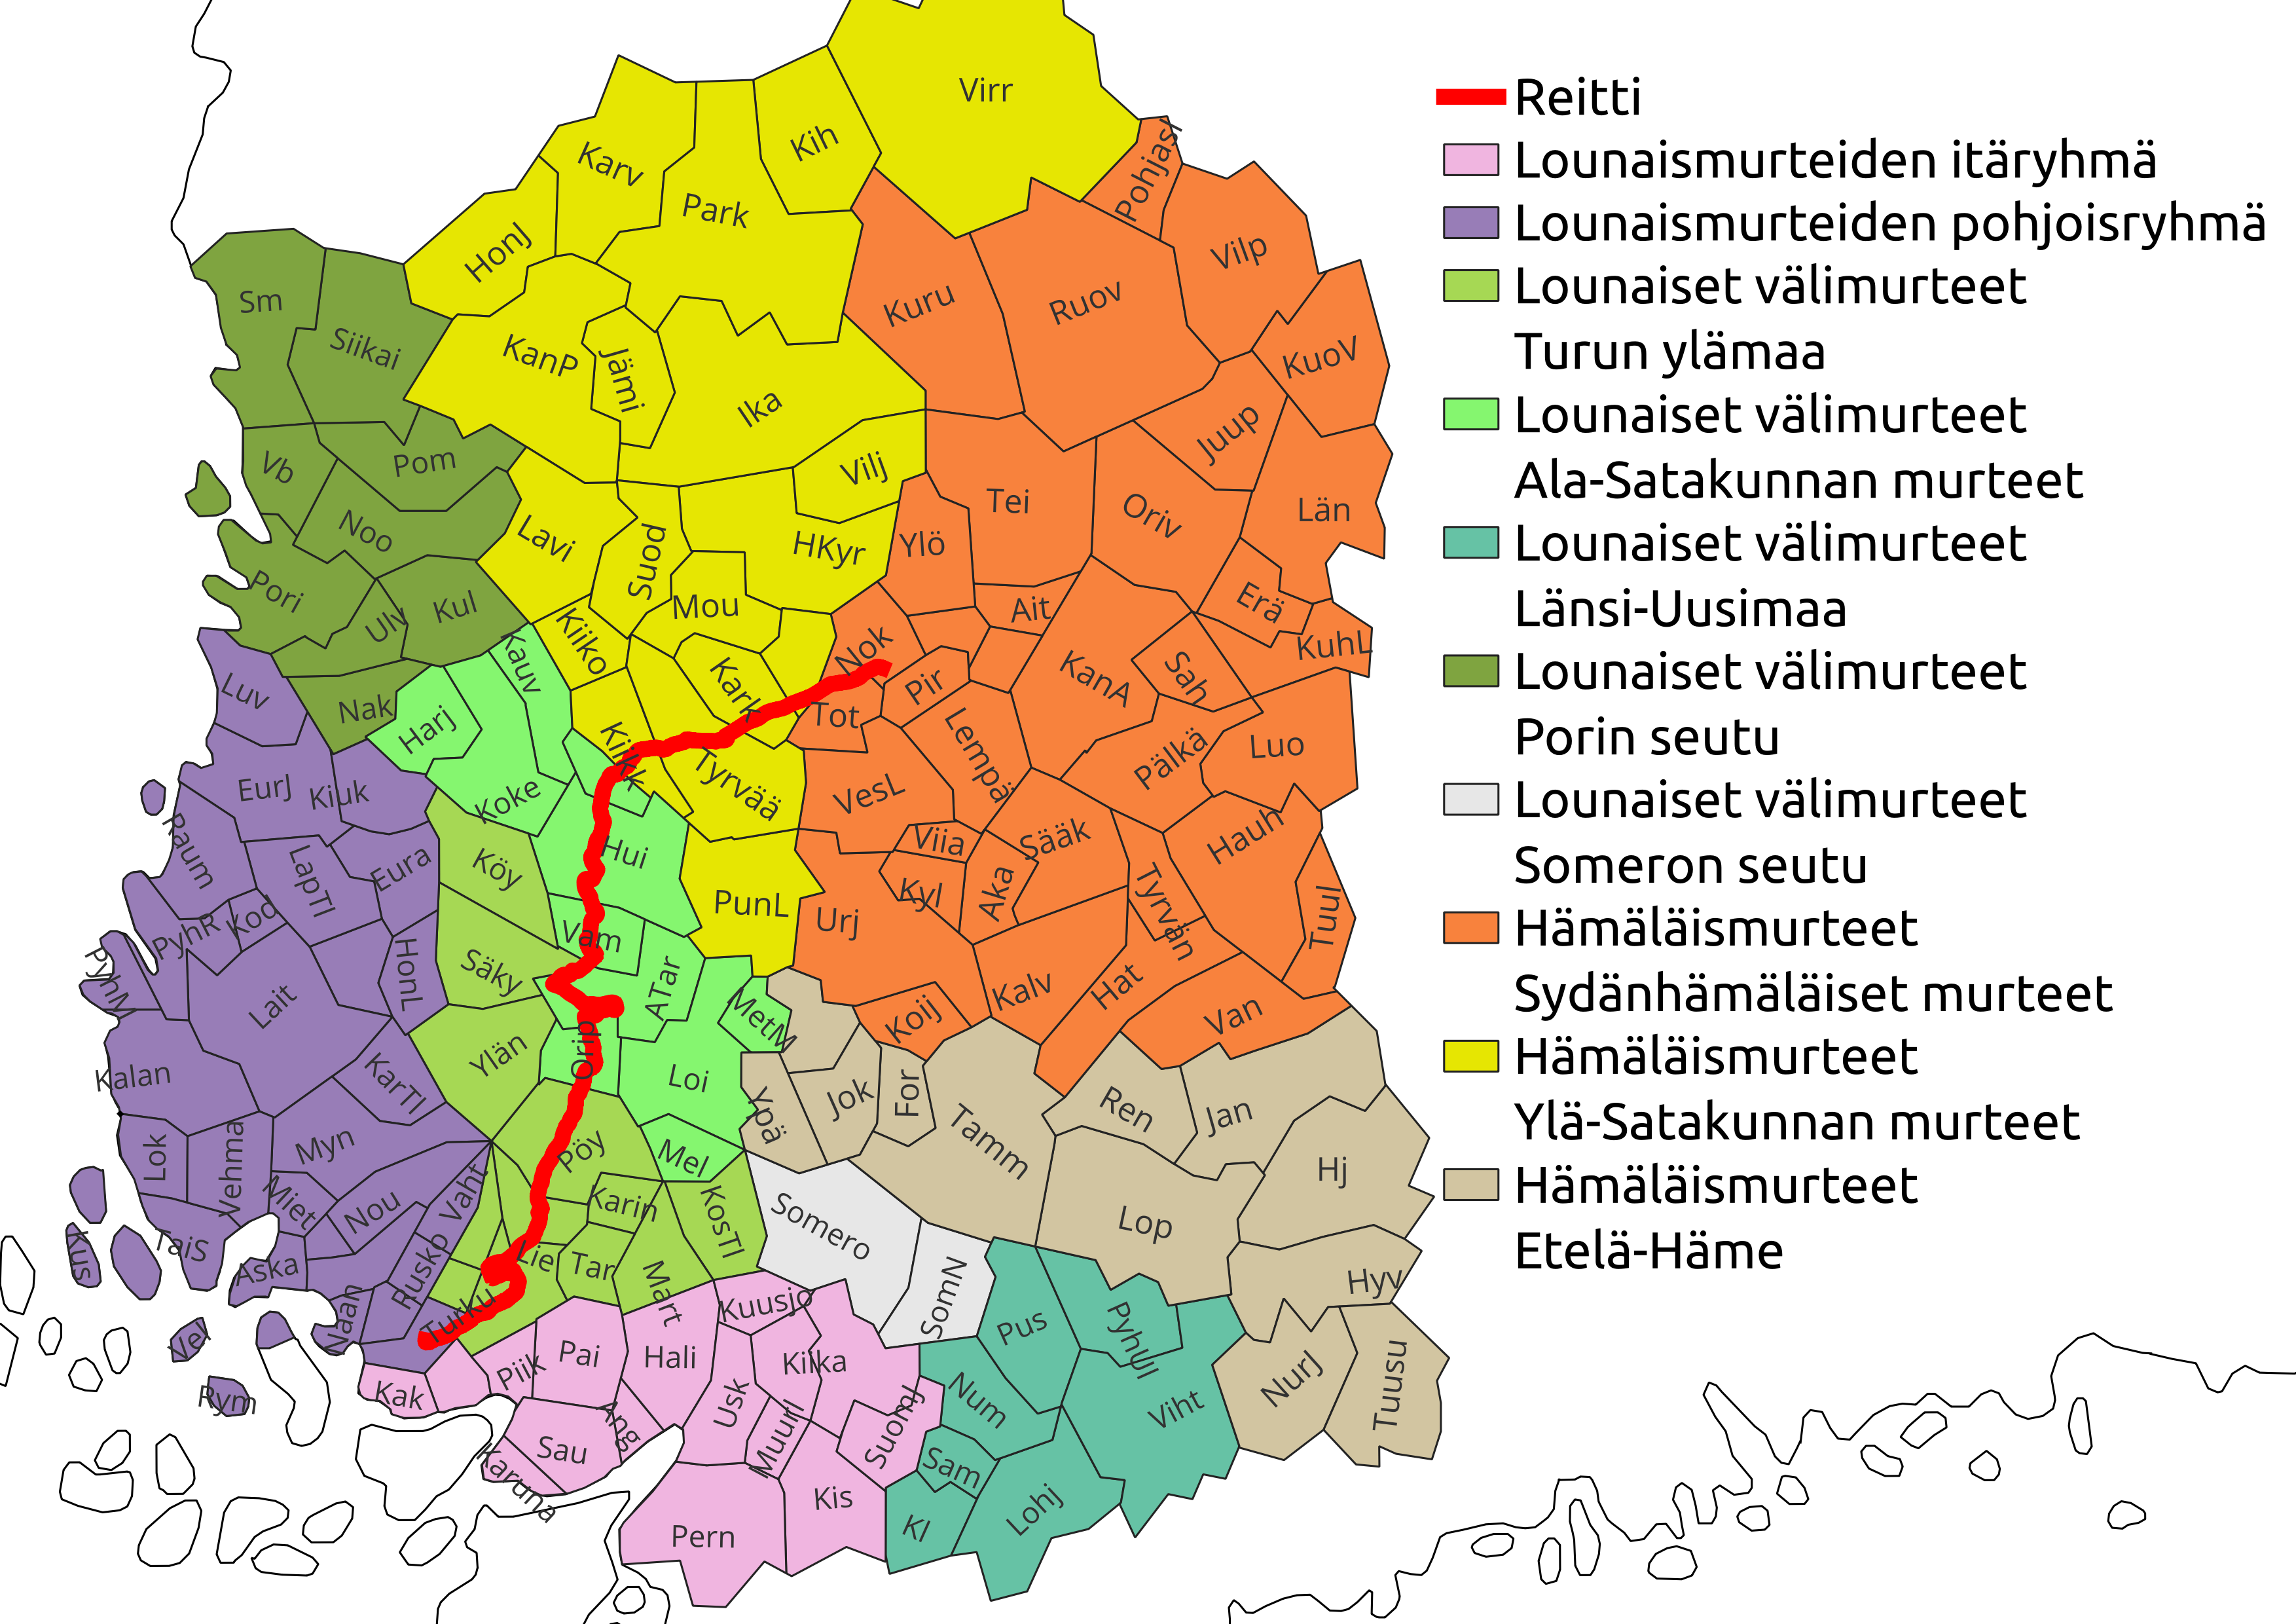 Virr
Reitti
Pohjast
Lounaismurteiden itäryhmä
Kih
Karv
Park
Lounaismurteiden pohjoisryhmä
HonJ
Vilp
Sm
Kuru
Ruov
Lounaiset välimurteet
Siikai
KanP
Jämi
KuoV
Turun ylämaa
Ika
Juup
Lounaiset välimurteet
Vb
Pom
Vilj
Ala-Satakunnan murteet
Noo
Lavi
Suod
HKyr
Ylö
Tei
Oriv
Län
Lounaiset välimurteet
Pori
Ulv
Kul
Mou
Ait
Erä
Länsi-Uusimaa
Kauv
Kiiko
Nok
KuhL
Luv
Nak
Harj
Kark
Pir
KanA
Sah
Lounaiset välimurteet
Tot
Lempä
Pälkä
Luo
Porin seutu
EurJ
Kiuk
Koke
Kiikk
Tyrvää
VesL
Lounaiset välimurteet
Raum
LapTl
Eura
Köy
Hui
Viia
Sääk
Hauh
Someron seutu
PyhR
Kod
PunL
Urj
Kyl
Aka
Tyrvän
Tuul
Hämäläismurteet
PyhM
Lait
HonL
Säky
Vam
ATar
MetM
Koij
Kalv
Hat
Van
Sydänhämäläiset murteet
Kalan
KarTl
Ylän
Orip
Loi
Hämäläismurteet
Ypä
Jok
For
Tamm
Ren
Jan
Ylä-Satakunnan murteet
Lok
Vehma
Myn
Pöy
Mel
Hj
Hämäläismurteet
Miet
Nou
Vaht
Karin
KosTl
Somero
Lop
Etelä-Häme
Kus
TaiS
Aska
Rusko
Lie
Tar
Mart
SomN
Hyv
Vel
Naan
Turku
Kuusjo
Pus
PyhUl
Rym
Kak
Piik
Pai
Hali
Kilka
NurJ
Tuusu
Usk
Num
Viht
Sau
Ang
Muurl
SuomJ
Karuna
Sam
Pern
Kis
Kl
Lohj